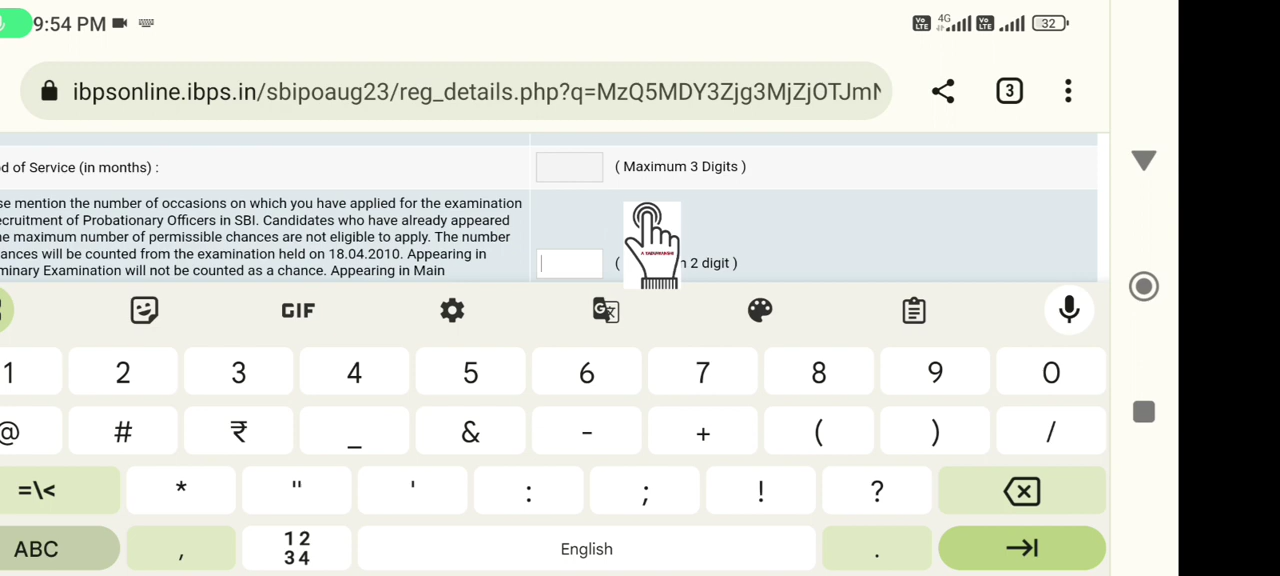 9:54 PM
Vo LTE 4G Vo LTE 32
ibpsonline.ibps.in/sbipoaug23/reg_details.php?q=MzQ5MDY3Zjg3MjZjOTJm
3
d of Service (in months) :
( Maximum 3 Digits )
se mention the number of occasions on which you have applied for the examination
ecruitment of Probationary Officers in SBI. Candidates who have already appeared
e maximum number of permissible chances are not eligible to apply. The number
ances will be counted from the examination held on 18.04.2010. Appearing in
minary Examination will not be counted as a chance. Appearing in Main
( 2 digit )
GIF
1 2 3 4 5 6 7 8 9 0
@ # ₹ _ & - + ( ) /
=\< * " ' : ; ! ?
ABC , 12 34 English .